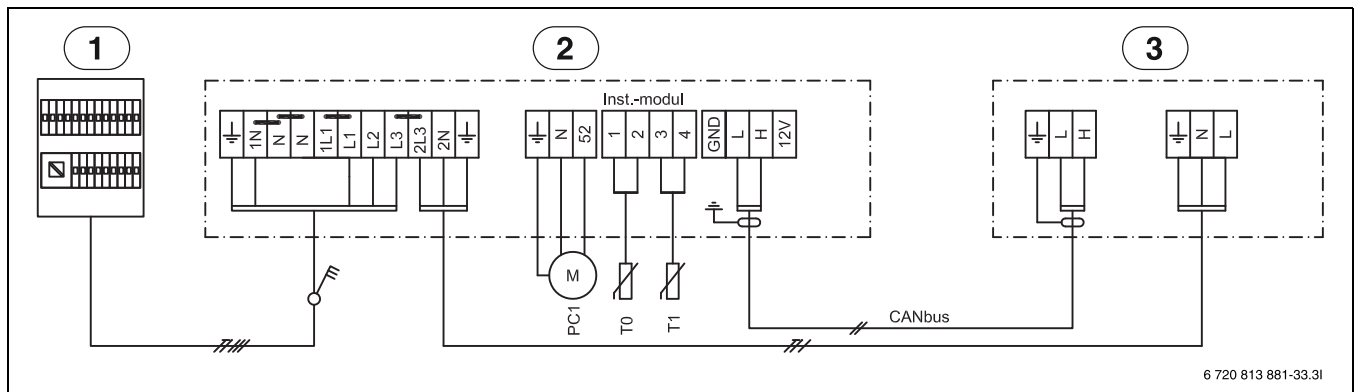 1
2
3
Inst.-modul
⏚ 1N N N 1L1 L1 L2 L3 2L3 2N ⏚
⏚ N 52
1 2 3 4
GND L H 12V
⏚ L H
⏚ N L
M
PC1
T0
T1
CANbus
6 720 813 881-33.3I